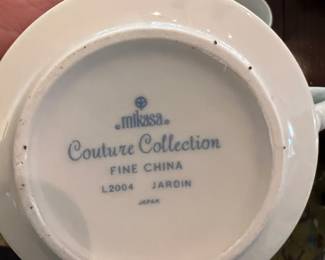 mikasa
Couture Collection
FINE CHINA
L2004 JARDIN
JAPAN